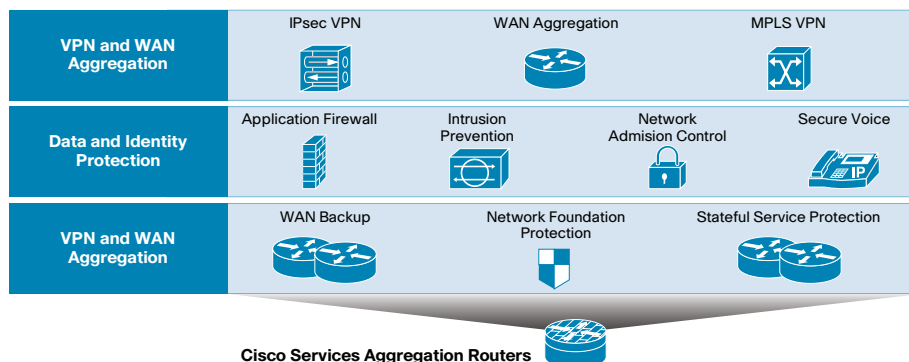 IPsec VPN
WAN Aggregation
MPLS VPN
VPN and WAN
Aggregation
Application Firewall
Intrusion
Prevention
Network
Admision Control
Secure Voice
Data and Identity
Protection
IP
WAN Backup
Network Foundation
Protection
Stateful Service Protection
VPN and WAN
Aggregation
Cisco Services Aggregation Routers